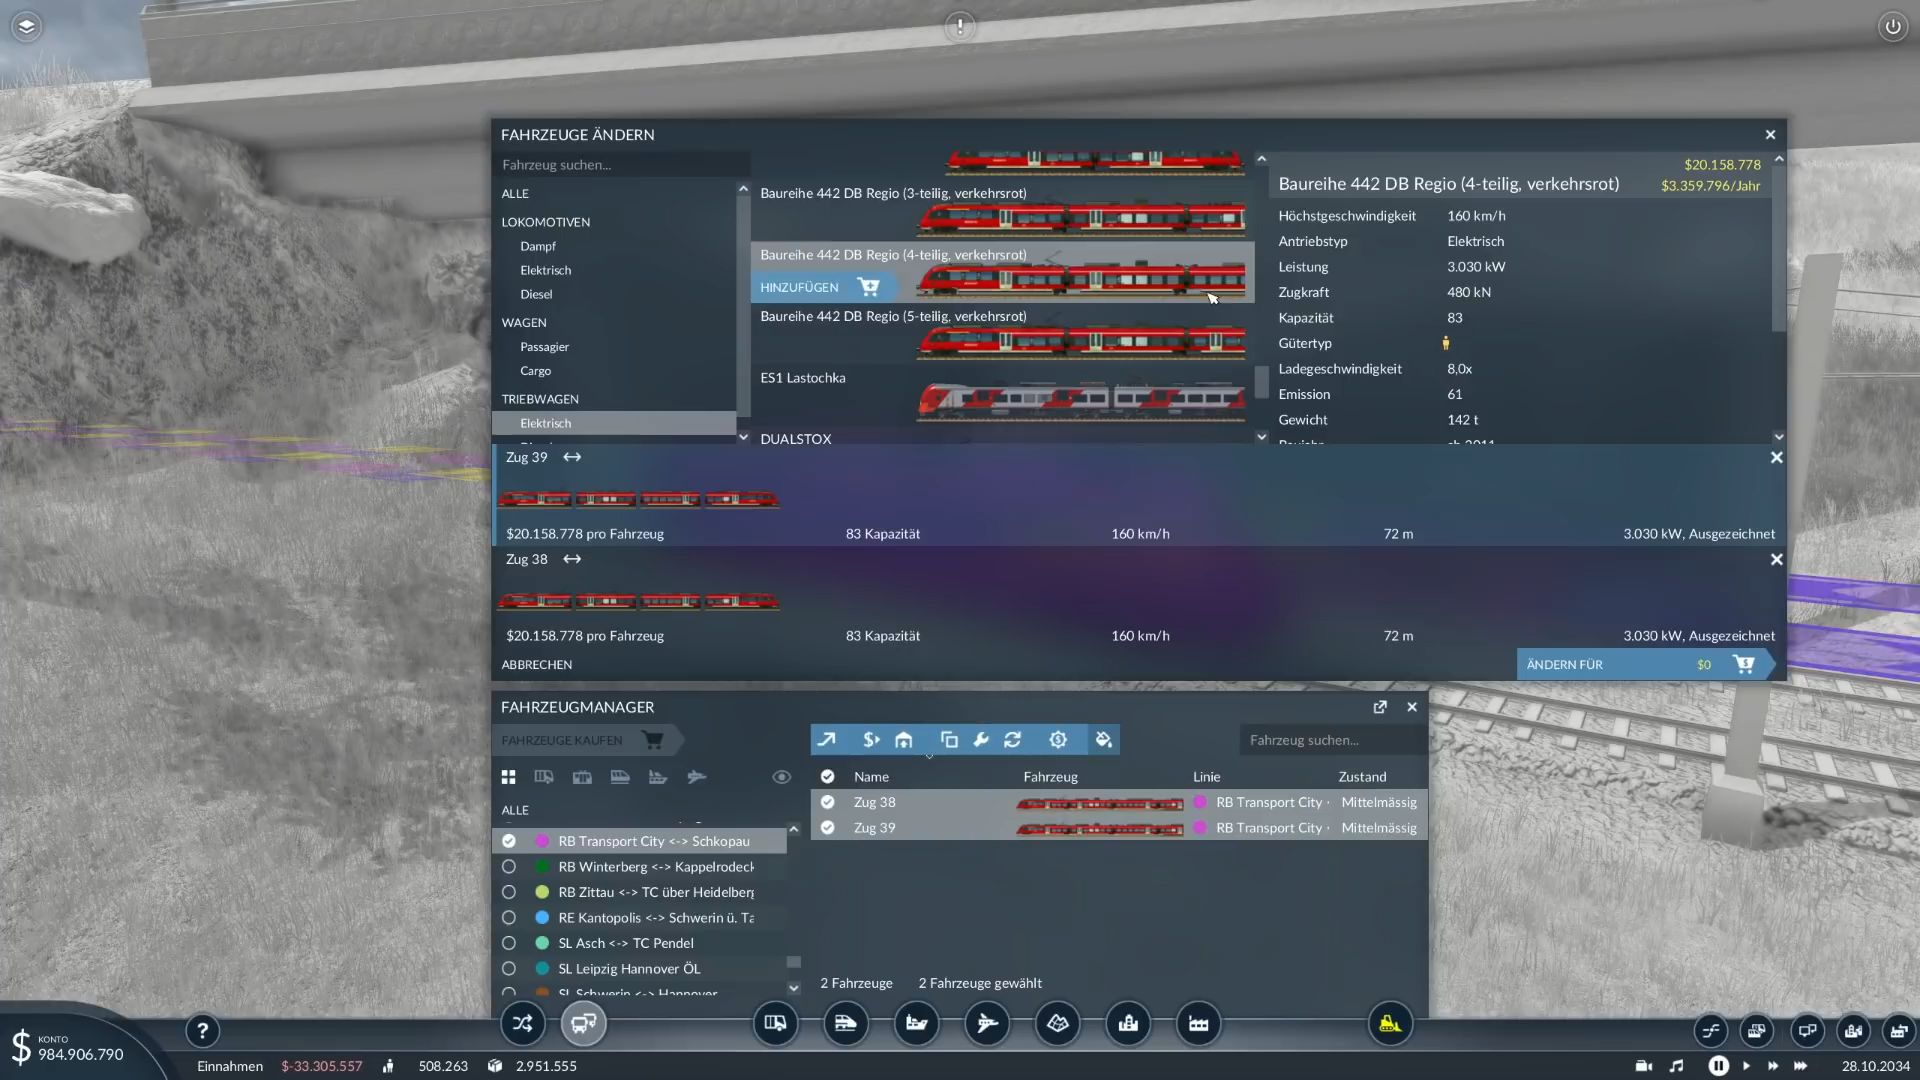 FAHRZEUGE ÄNDERN
Fahrzeug suchen...
ALLE
LOKOMOTIVEN
Dampf
Elektrisch
Diesel
WAGEN
Passagier
Cargo
TRIEBWAGEN
Elektrisch
Baureihe 442 DB Regio (3-teilig, verkehrsrot)
Baureihe 442 DB Regio (4-teilig, verkehrsrot)
HINZUFÜGEN
Baureihe 442 DB Regio (5-teilig, verkehrsrot)
ES1 Lastochka
DUALSTOX
$20.158.778
Baureihe 442 DB Regio (4-teilig, verkehrsrot) $3.359.796/Jahr
Höchstgeschwindigkeit 160 km/h
Antriebstyp Elektrisch
Leistung 3.030 kW
Zugkraft 480 kN
Kapazität 83
Gütertyp
Ladegeschwindigkeit 8,0x
Emission 61
Gewicht 142 t
Baujahr ab 2011
Zug 39
$20.158.778 pro Fahrzeug 83 Kapazität 160 km/h 72 m 3.030 kW, Ausgezeichnet
Zug 38
$20.158.778 pro Fahrzeug 83 Kapazität 160 km/h 72 m 3.030 kW, Ausgezeichnet
ABBRECHEN
ÄNDERN FÜR $0
FAHRZEUGMANAGER
FAHRZEUGE KAUFEN
Fahrzeug suchen...
ALLE
RB Transport City <-> Schkopau
RB Winterberg <-> Kappelrodeck
RB Zittau <-> TC über Heidelberg
RE Kantopolis <-> Schwerin ü. Ta
SL Asch <-> TC Pendel
SL Leipzig Hannover ÖL
SL Schwerin <-> Hannover
Name Fahrzeug Linie Zustand
Zug 38 RB Transport City · Mittelmässig
Zug 39 RB Transport City · Mittelmässig
2 Fahrzeuge 2 Fahrzeuge gewählt
KONTO
$ 984.906.790
?
Einnahmen $-33.305.557 508.263 2.951.555
28.10.2034